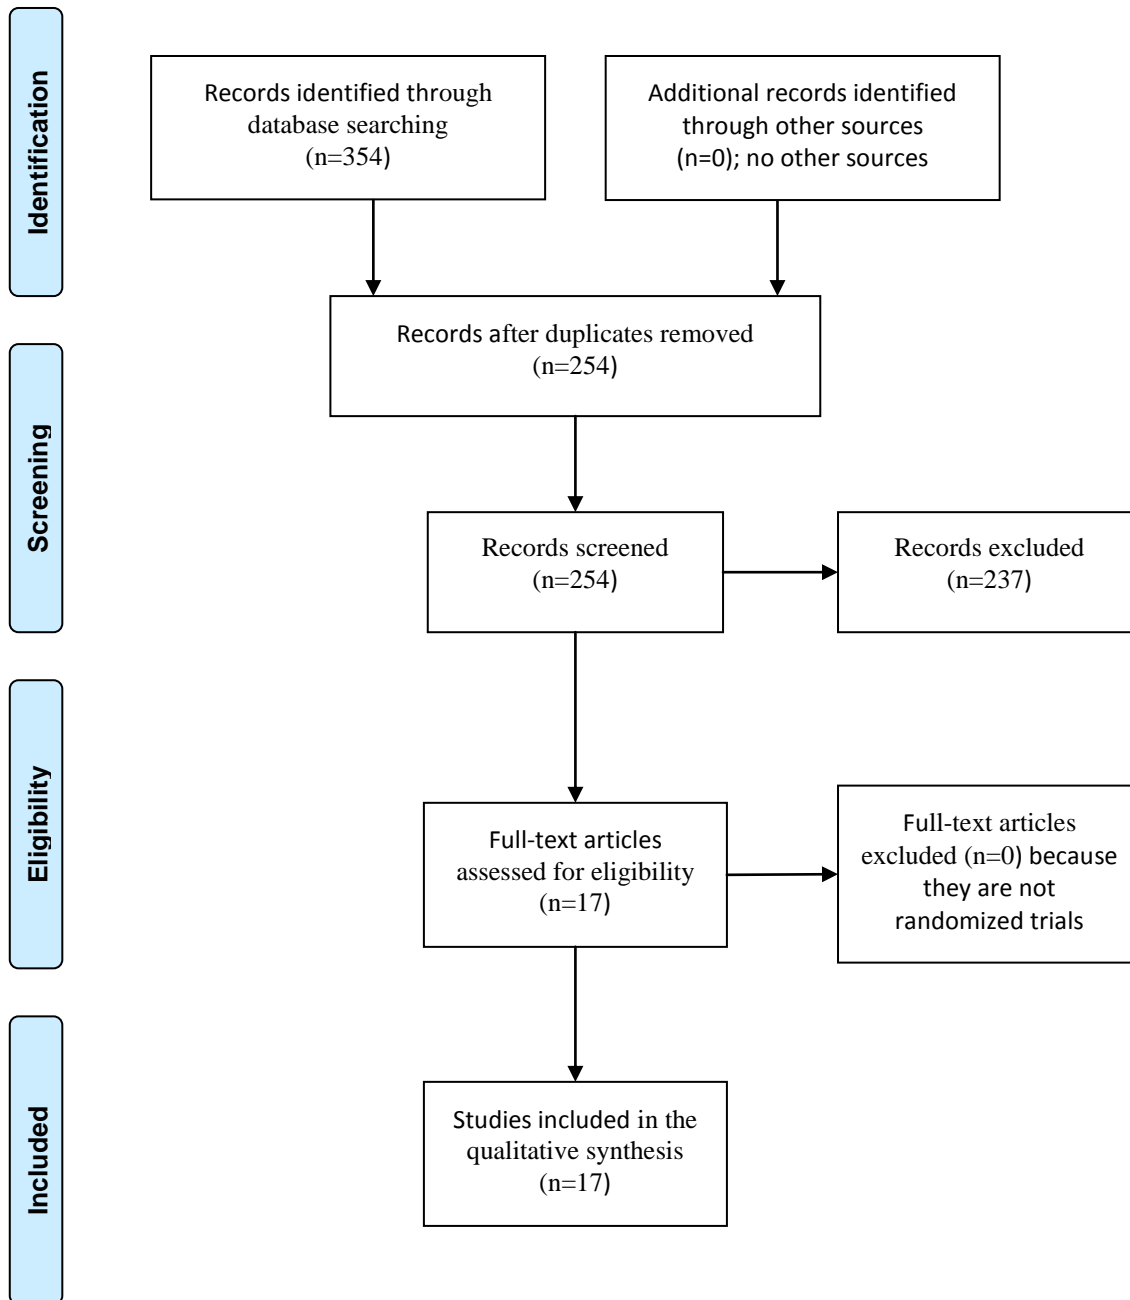 Identification
Records identified through
database searching
(n=354)
Additional records identified
through other sources
(n=0); no other sources
Records after duplicates removed
(n=254)
Screening
Records screened
(n=254)
Records excluded
(n=237)
Eligibility
Full-text articles
assessed for eligibility
(n=17)
Full-text articles
excluded (n=0) because
they are not
randomized trials
Included
Studies included in the
qualitative synthesis
(n=17)